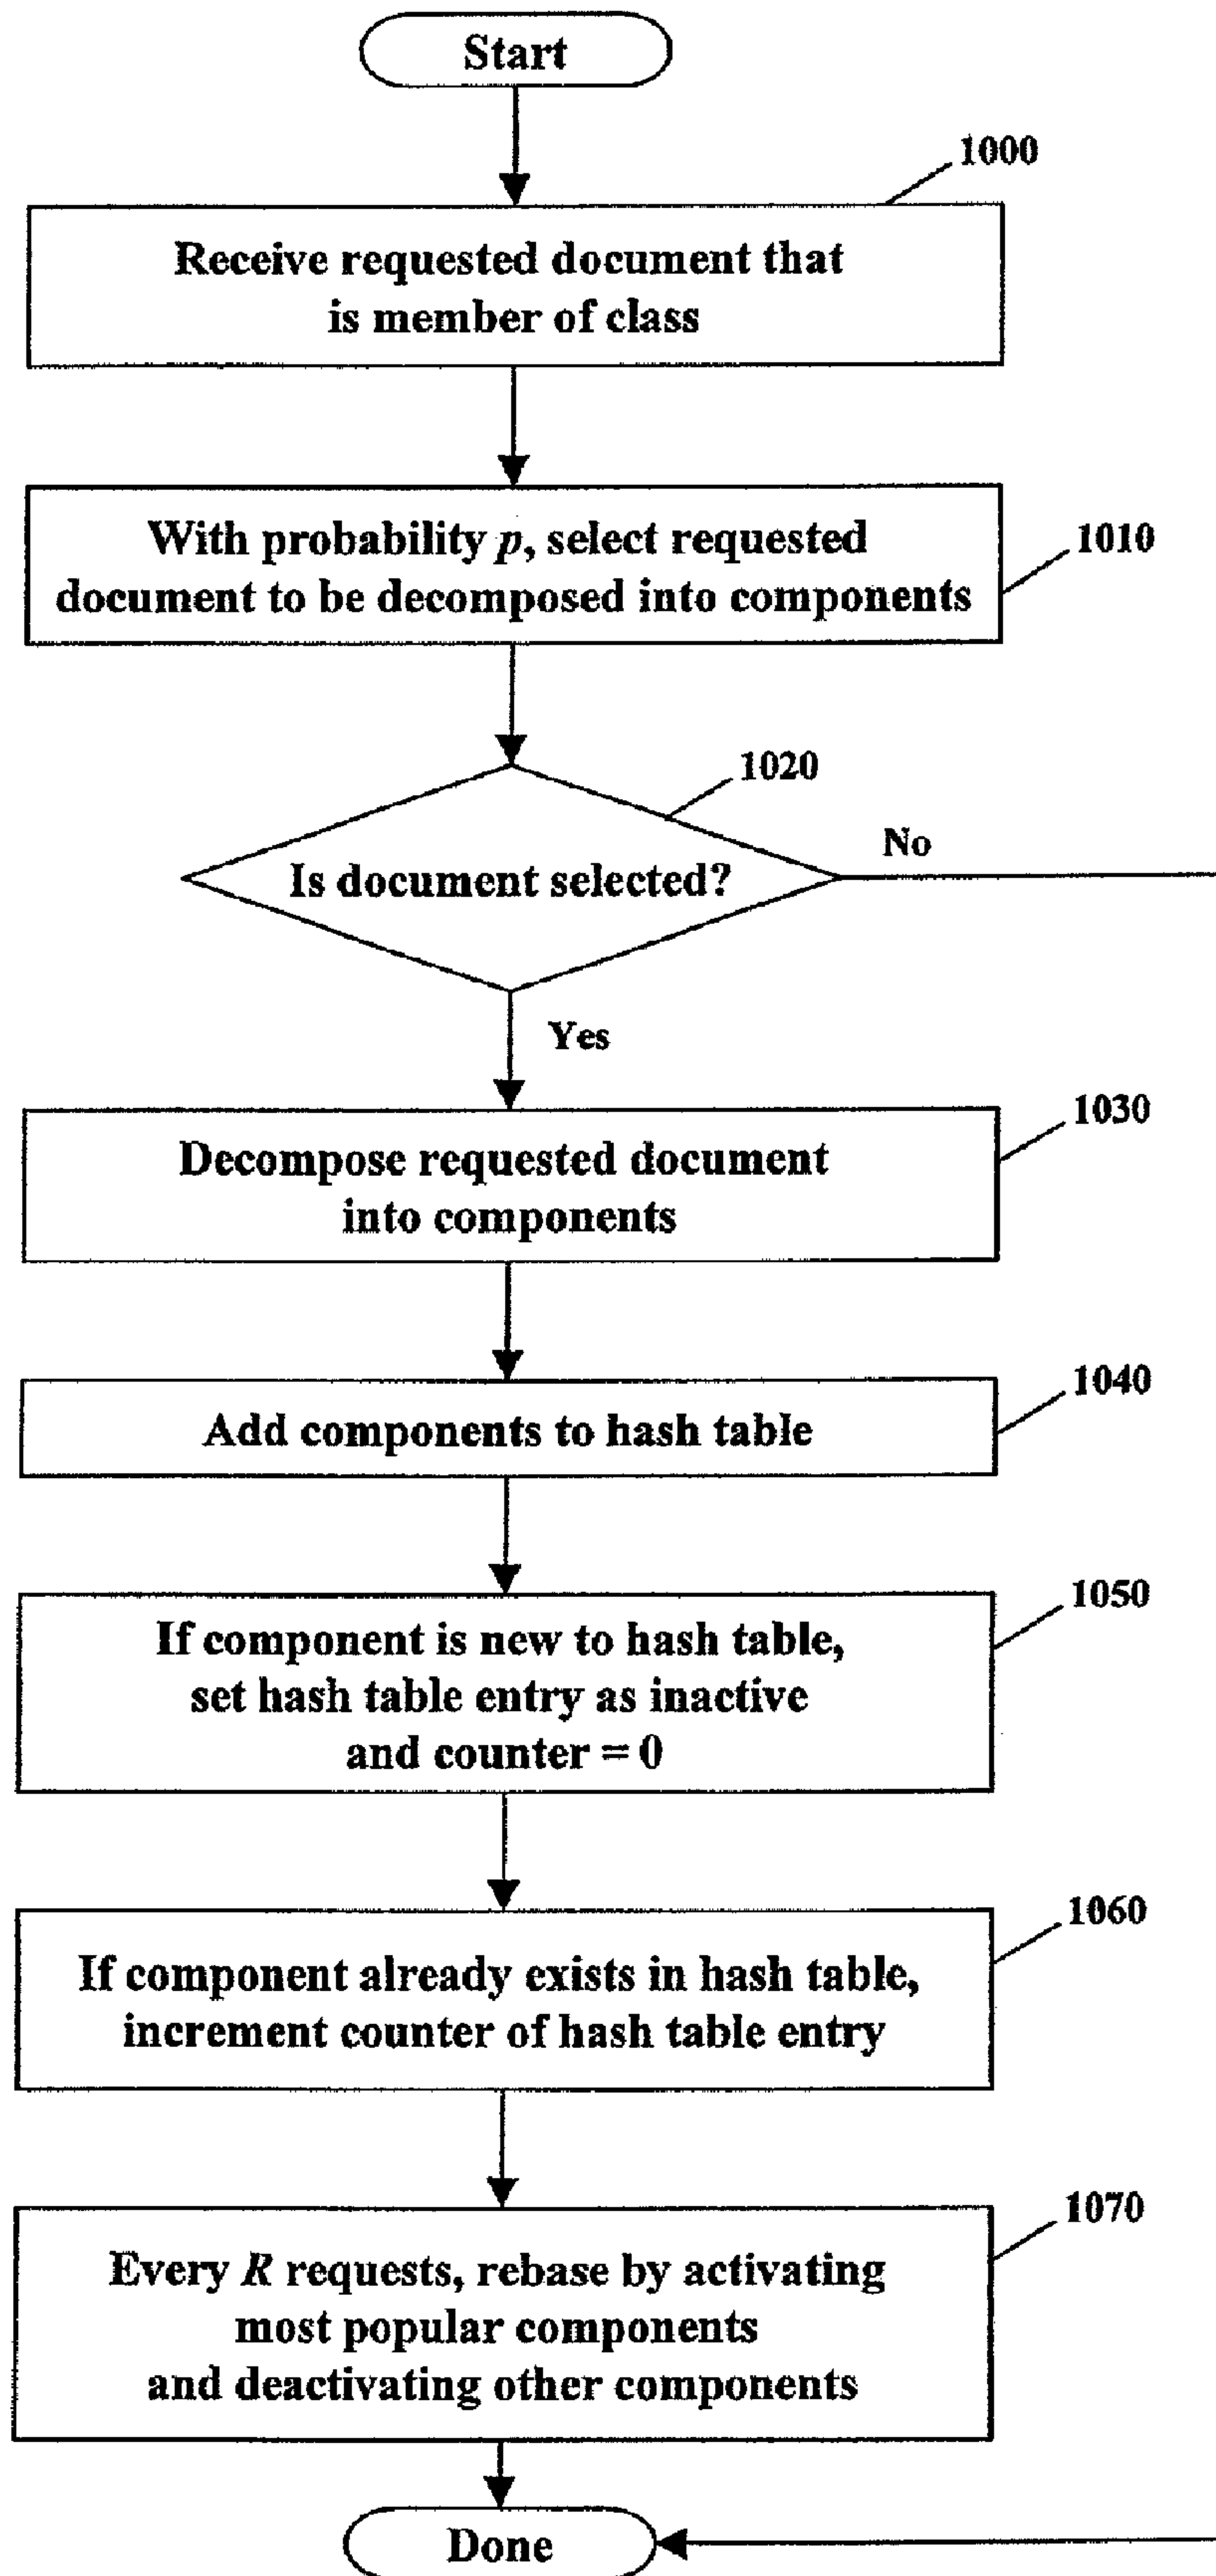 Start
1000
Receive requested document that
is member of class
With probability p, select requested
document to be decomposed into components
1010
1020
Is document selected?
No
Yes
1030
Decompose requested document
into components
1040
Add components to hash table
1050
If component is new to hash table,
set hash table entry as inactive
and counter = 0
1060
If component already exists in hash table,
increment counter of hash table entry
1070
Every R requests, rebase by activating
most popular components
and deactivating other components
Done